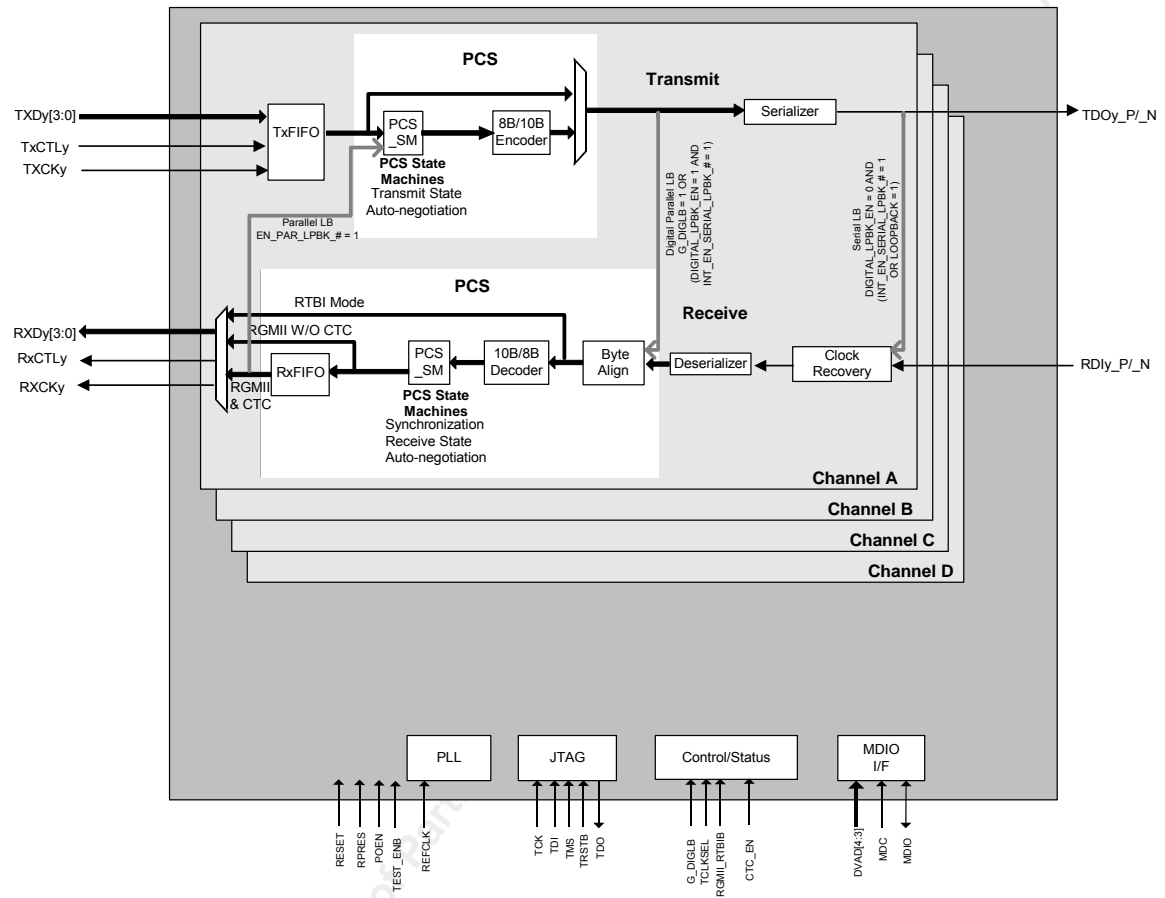 PCS
Transmit
TXDy[3:0]
TxCTLy
TXCKy
TxFIFO
PCS
_SM
8B/10B
Encoder
Serializer
TDOy_P/_N
PCS State
Machines
Transmit State
Auto-negotiation
Parallel LB
EN_PAR_LPBK_# = 1
Digital Parallel LB
G_DIGLB = 1 OR
(DIGITAL_LPBK_EN = 1 AND
INT_EN_SERIAL_LPBK_# = 1)
Serial LB
DIGITAL_LPBK_EN = 0 AND
(INT_EN_SERIAL_LPBK_# = 1
OR LOOPBACK = 1)
PCS
RTBI Mode
Receive
RXDy[3:0]
RxCTLy
RXCKy
RGMII W/O CTC
RGMII
& CTC
RxFIFO
PCS
_SM
10B/8B
Decoder
Byte
Align
Deserializer
Clock
Recovery
RDIy_P/_N
PCS State
Machines
Synchronization
Receive State
Auto-negotiation
Channel A
Channel B
Channel C
Channel D
PLL
JTAG
Control/Status
MDIO
I/F
RESET
RPRES
POEN
TEST_ENB
REFCLK
TCK
TDI
TMS
TRSTB
TDO
G_DIGLB
TCLKSEL
RGMII_RTBIB
CTC_EN
DVAD[4:3]
MDC
MDIO
of Par